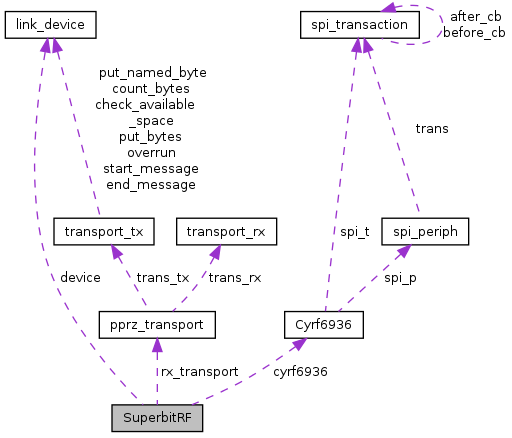 link_device
spi_transaction
after_cb
before_cb
put_named_byte
count_bytes
check_available
_space
put_bytes
overrun
start_message
end_message
trans
transport_tx
transport_rx
spi_t
spi_periph
device
trans_tx
trans_rx
spi_p
pprz_transport
Cyrf6936
rx_transport
cyrf6936
SuperbitRF